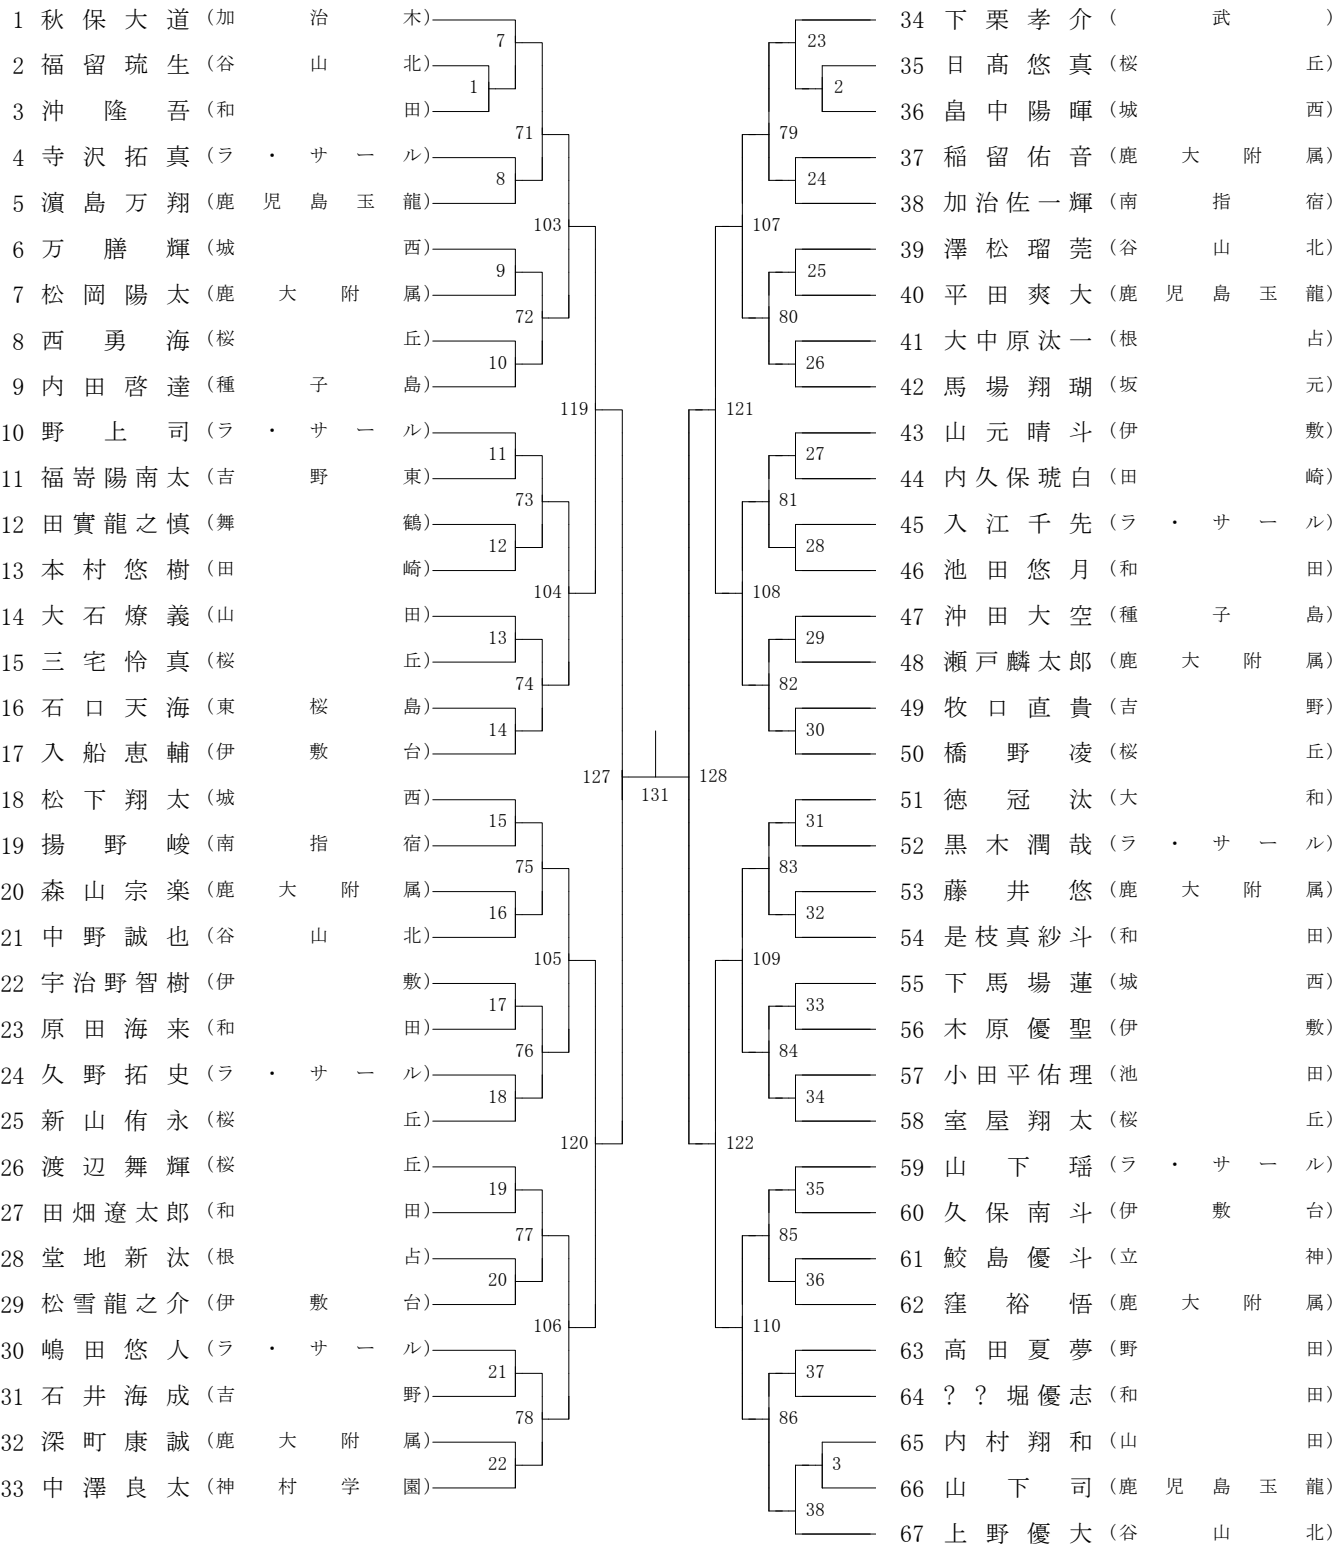 1 秋保大道 (加治木)
2 福留琉生 (谷山北)
3 沖隆吾 (和田)
4 寺沢拓真 (ラ・サール)
5 濵島万翔 (鹿児島玉龍)
6 万膳輝 (城西)
7 松岡陽太 (鹿大附属)
8 西勇海 (桜丘)
9 内田啓達 (種子島)
10 野上司 (ラ・サール)
11 福嵜陽南太 (吉野東)
12 田實龍之慎 (舞鶴)
13 本村悠樹 (田崎)
14 大石燎義 (山田)
15 三宅怜真 (桜丘)
16 石口天海 (東桜島)
17 入船恵輔 (伊敷台)
18 松下翔太 (城西)
19 揚野峻 (南指宿)
20 森山宗楽 (鹿大附属)
21 中野誠也 (谷山北)
22 宇治野智樹 (伊敷)
23 原田海来 (和田)
24 久野拓史 (ラ・サール)
25 新山侑永 (桜丘)
26 渡辺舞輝 (桜丘)
27 田畑遼太郎 (和田)
28 堂地新汰 (根占)
29 松雪龍之介 (伊敷台)
30 嶋田悠人 (ラ・サール)
31 石井海成 (吉野)
32 深町康誠 (鹿大附属)
33 中澤良太 (神村学園)
7
1
71
8
103
9
72
10
119
11
73
12
104
13
74
14
127
15
75
16
105
17
76
18
120
19
77
20
106
21
78
22
131
23
2
79
24
107
25
80
26
121
27
81
28
108
29
82
30
128
31
83
32
109
33
84
34
122
35
85
36
110
37
86
3
38
34 下栗孝介 (武)
35 日髙悠真 (桜丘)
36 畠中陽暉 (城西)
37 稲留佑音 (鹿大附属)
38 加治佐一輝 (南指宿)
39 澤松瑠莞 (谷山北)
40 平田爽大 (鹿児島玉龍)
41 大中原汰一 (根占)
42 馬場翔瑚 (坂元)
43 山元晴斗 (伊敷)
44 内久保琥白 (田崎)
45 入江千先 (ラ・サール)
46 池田悠月 (和田)
47 沖田大空 (種子島)
48 瀬戸麟太郎 (鹿大附属)
49 牧口直貴 (吉野)
50 橋野凌 (桜丘)
51 徳冠汰 (大和)
52 黒木潤哉 (ラ・サール)
53 藤井悠 (鹿大附属)
54 是枝真紗斗 (和田)
55 下馬場蓮 (城西)
56 木原優聖 (伊敷)
57 小田平佑理 (池田)
58 室屋翔太 (桜丘)
59 山下瑶 (ラ・サール)
60 久保南斗 (伊敷台)
61 鮫島優斗 (立神)
62 窪裕悟 (鹿大附属)
63 高田夏夢 (野田)
64 ??堀優志 (和田)
65 内村翔和 (山田)
66 山下司 (鹿児島玉龍)
67 上野優大 (谷山北)